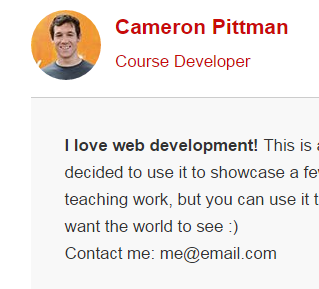 Cameron Pittman
Course Developer
I love web development! This is a
decided to use it to showcase a
teaching work, but you can use it
want the world to see :)
Contact me: me@email.com